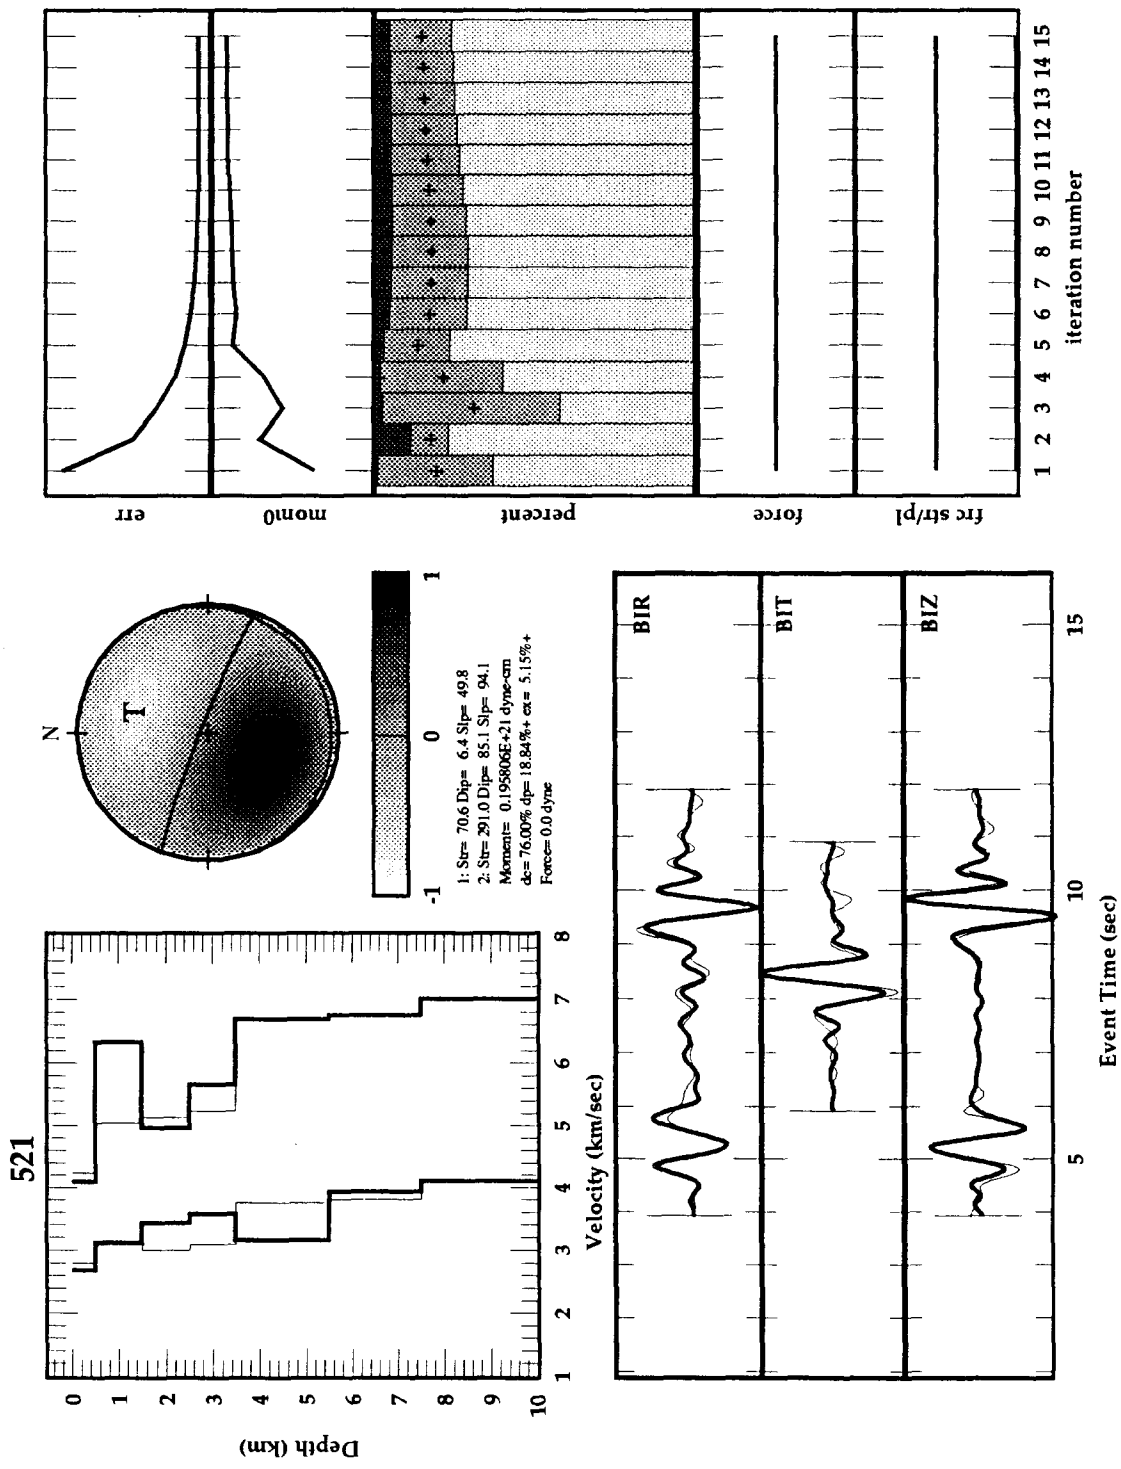 521
Depth (km)
0
1
2
3
4
5
6
7
8
9
10
1
2
3
4
5
6
7
8
Velocity (km/sec)
N
T
-1
0
1
1: Str= 70.6 Dip= 6.4 Slp= 49.8
2: Str= 291.0 Dip= 85.1 Slp= 94.1
Moment= 0.195806E+21 dyne-cm
dc= 76.00%+ dp= 18.84%+ ex= 5.15%+
Force= 0.0 dyne
BIR
BIT
BIZ
5
10
15
Event Time (sec)
err
mom0
percent
force
frc str/pl
1 2 3 4 5 6 7 8 9 10 11 12 13 14 15
iteration number